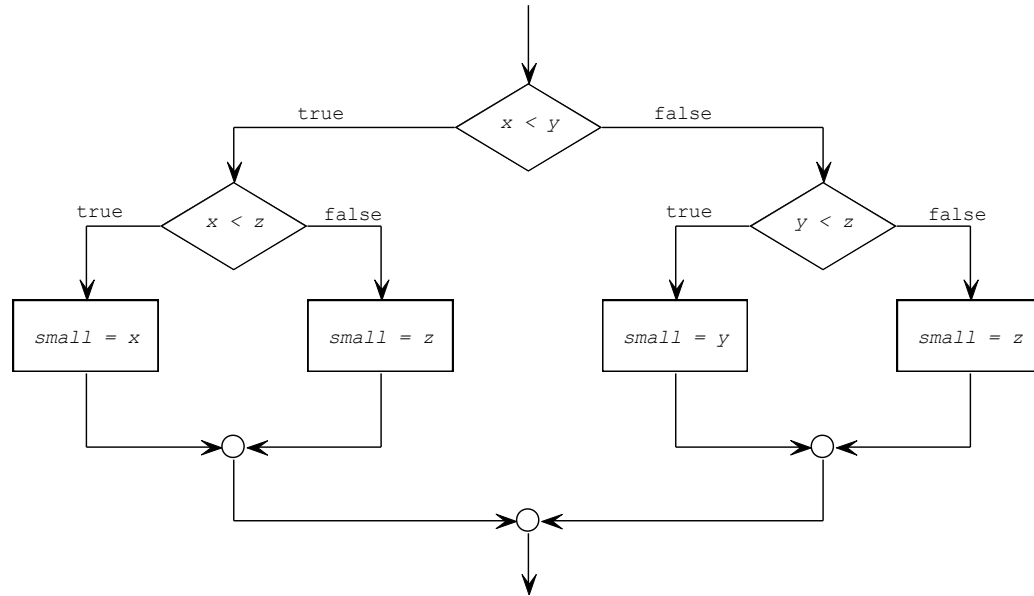 x < y
true
false
x < z
true
false
y < z
true
false
small = x
small = z
small = y
small = z